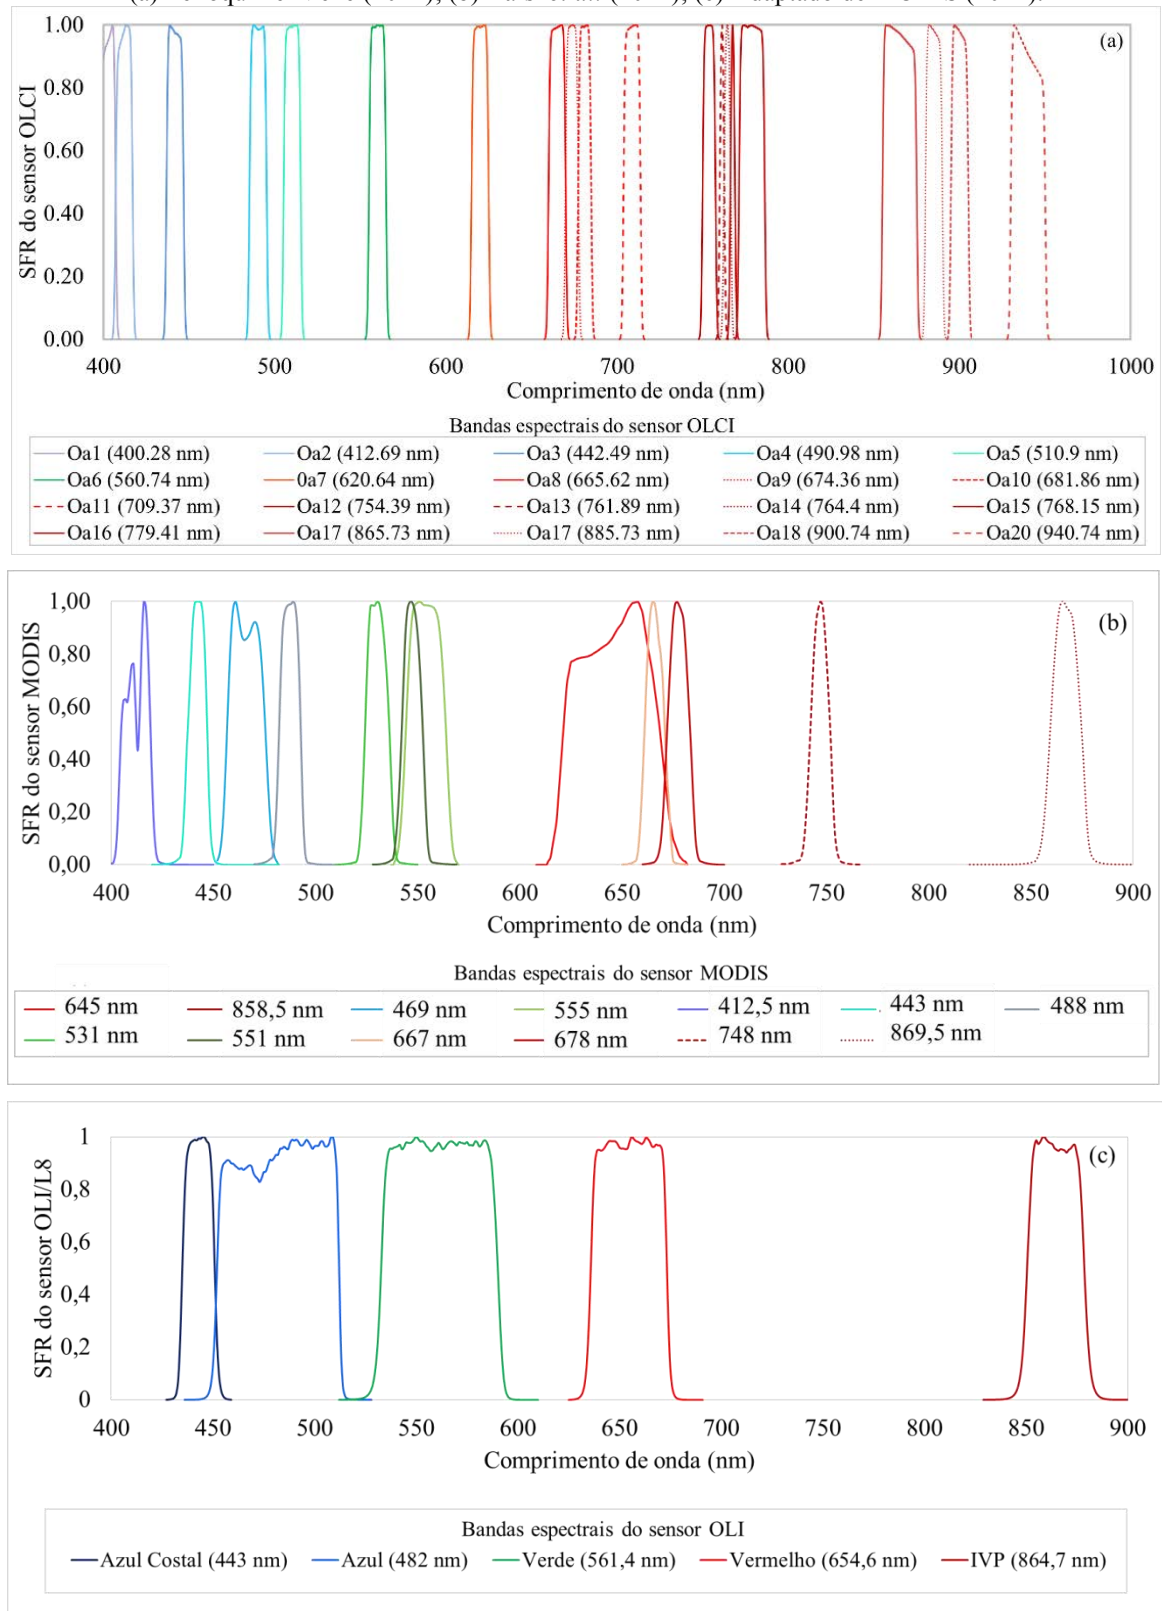 SFR do sensor OLCI
(a)
1.00
0.80
0.60
0.40
0.20
0.00
400 500 600 700 800 900 1000
Comprimento de onda (nm)
Bandas espectrais do sensor OLCI
Oa1 (400.28 nm) Oa2 (412.69 nm) Oa3 (442.49 nm) Oa4 (490.98 nm) Oa5 (510.9 nm)
Oa6 (560.74 nm) 0a7 (620.64 nm) Oa8 (665.62 nm) Oa9 (674.36 nm) Oa10 (681.86 nm)
Oa11 (709.37 nm) Oa12 (754.39 nm) Oa13 (761.89 nm) Oa14 (764.4 nm) Oa15 (768.15 nm)
Oa16 (779.41 nm) Oa17 (865.73 nm) Oa17 (885.73 nm) Oa18 (900.74 nm) Oa20 (940.74 nm)
SFR do sensor MODIS
(b)
1,00
0,80
0,60
0,40
0,20
0,00
400 450 500 550 600 650 700 750 800 850 900
Comprimento de onda (nm)
Bandas espectrais do sensor MODIS
645 nm 858,5 nm 469 nm 555 nm 412,5 nm 443 nm 488 nm
531 nm 551 nm 667 nm 678 nm 748 nm 869,5 nm
SFR do sensor OLI/L8
(c)
1
0,8
0,6
0,4
0,2
0
400 450 500 550 600 650 700 750 800 850 900
Comprimento de onda (nm)
Bandas espectrais do sensor OLI
Azul Costal (443 nm) Azul (482 nm) Verde (561,4 nm) Vermelho (654,6 nm) IVP (864,7 nm)